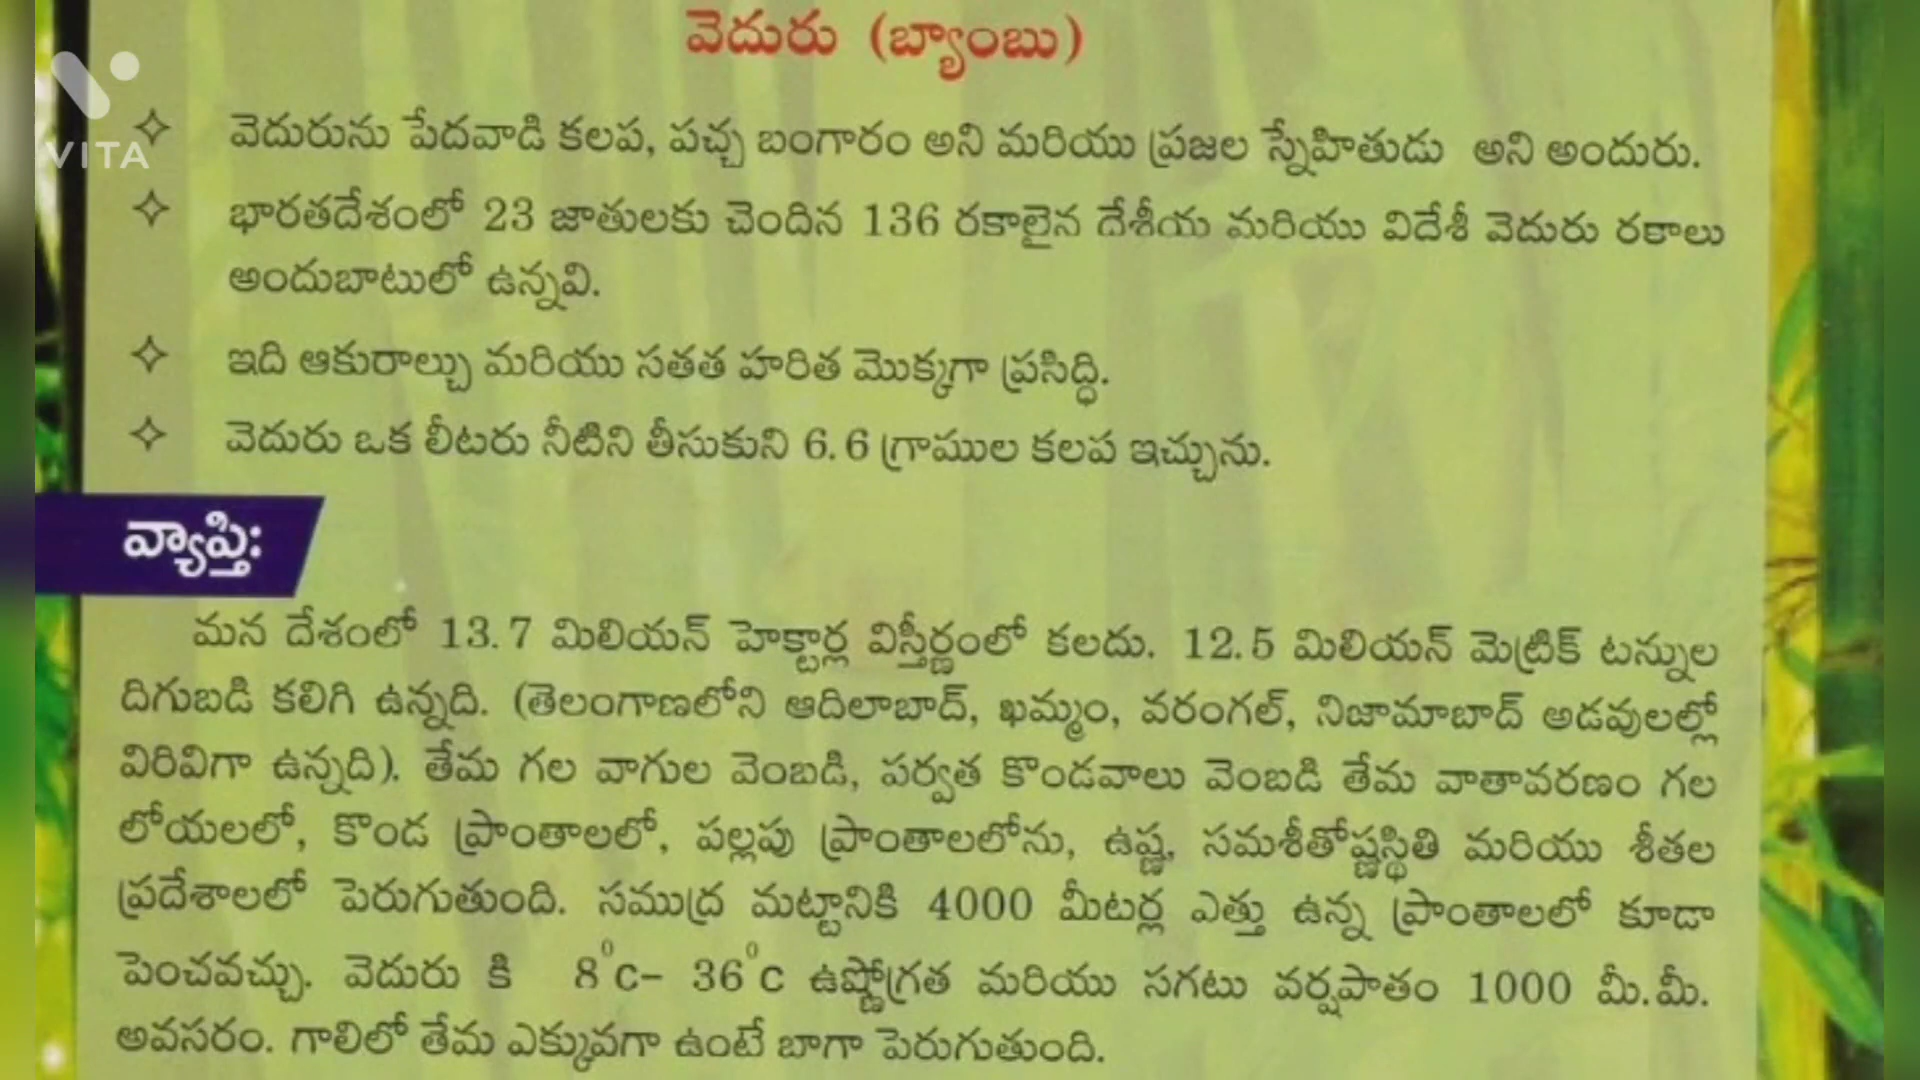 వెదురు (బ్యాంబు)
VITA
వెదురును పేదవాడి కలప, పచ్చ బంగారం అని మరియు ప్రజల స్నేహితుడు అని అందురు.
భారతదేశంలో 23 జాతులకు చెందిన 136 రకాలైన దేశీయ మరియు విదేశీ వెదురు రకాలు
అందుబాటులో ఉన్నవి.
ఇది ఆకురాల్చు మరియు సతత హరిత మొక్కగా ప్రసిద్ధి.
వెదురు ఒక లీటరు నీటిని తీసుకుని 6.6 గ్రాముల కలప ఇచ్చును.
వ్యాప్తి:
మన దేశంలో 13.7 మిలియన్ హెక్టార్ల విస్తీర్ణంలో కలదు. 12.5 మిలియన్ మెట్రిక్ టన్నుల
దిగుబడి కలిగి ఉన్నది. (తెలంగాణలోని ఆదిలాబాద్, ఖమ్మం, వరంగల్, నిజామాబాద్ అడవులల్లో
విరివిగా ఉన్నది). తేమ గల వాగుల వెంబడి, పర్వత కొండవాలు వెంబడి తేమ వాతావరణం గల
లోయలలో, కొండ ప్రాంతాలలో, పల్లపు ప్రాంతాలలోను, ఉష్ణ, సమశీతోష్ణస్థితి మరియు శీతల
ప్రదేశాలలో పెరుగుతుంది. సముద్ర మట్టానికి 4000 మీటర్ల ఎత్తు ఉన్న ప్రాంతాలలో కూడా
పెంచవచ్చు. వెదురు కి 8⁰c- 36⁰c ఉష్ణోగ్రత మరియు సగటు వర్షపాతం 1000 మీ.మీ.
అవసరం. గాలిలో తేమ ఎక్కువగా ఉంటే బాగా పెరుగుతుంది.